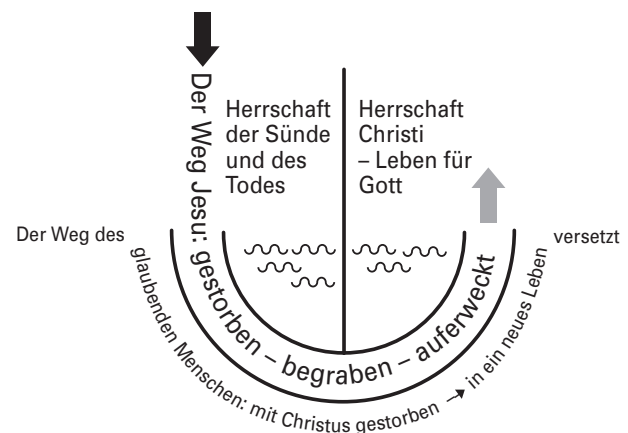 Der Weg Jesu: gestorben – begraben – auferweckt
Herrschaft
der Sünde
und des
Todes
Herrschaft
Christi
– Leben für
Gott
Der Weg des glaubenden Menschen: mit Christus gestorben → in ein neues Leben versetzt